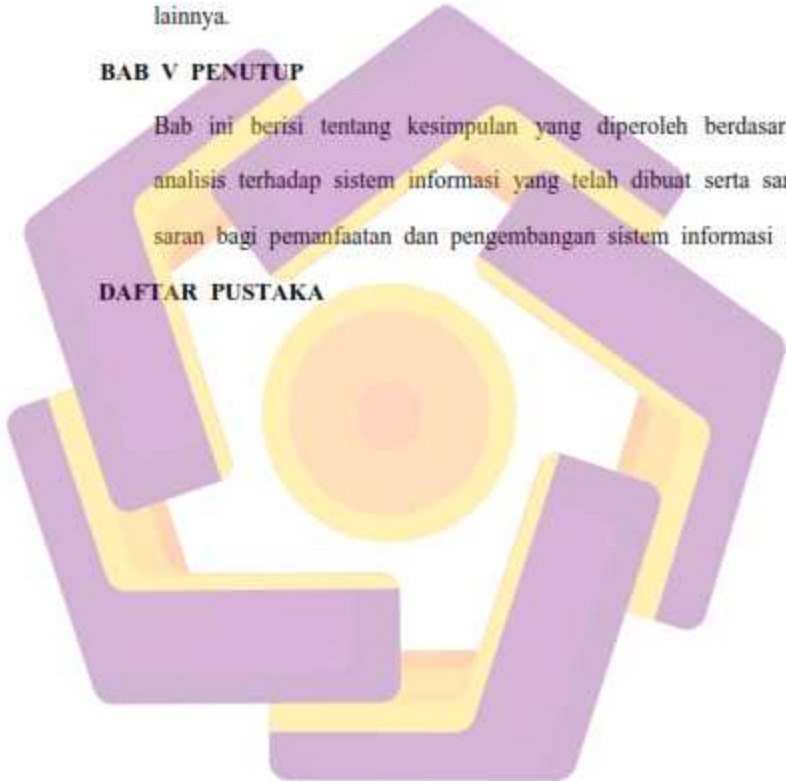 lainnya.
BAB V PENUTUP
Bab ini berisi tentang kesimpulan yang diperoleh berdasar
analisis terhadap sistem informasi yang telah dibuat serta sar
saran bagi pemanfaatan dan pengembangan sistem informasi
DAFTAR PUSTAKA